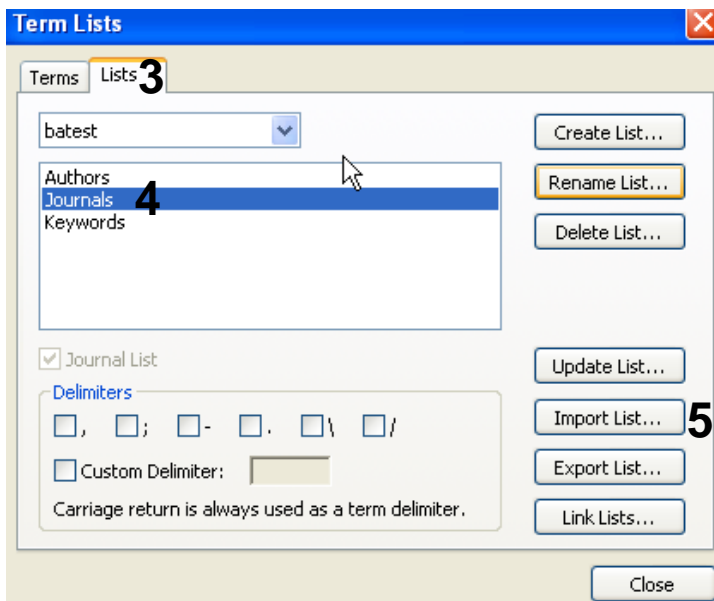 Term Lists
Terms Lists 3
batest
Create List...
Authors
Journals 4
Keywords
Rename List...
Delete List...
Journal List
Update List...
Delimiters
, ; - . \ /
Import List... 5
Custom Delimiter:
Export List...
Carriage return is always used as a term delimiter.
Link Lists...
Close